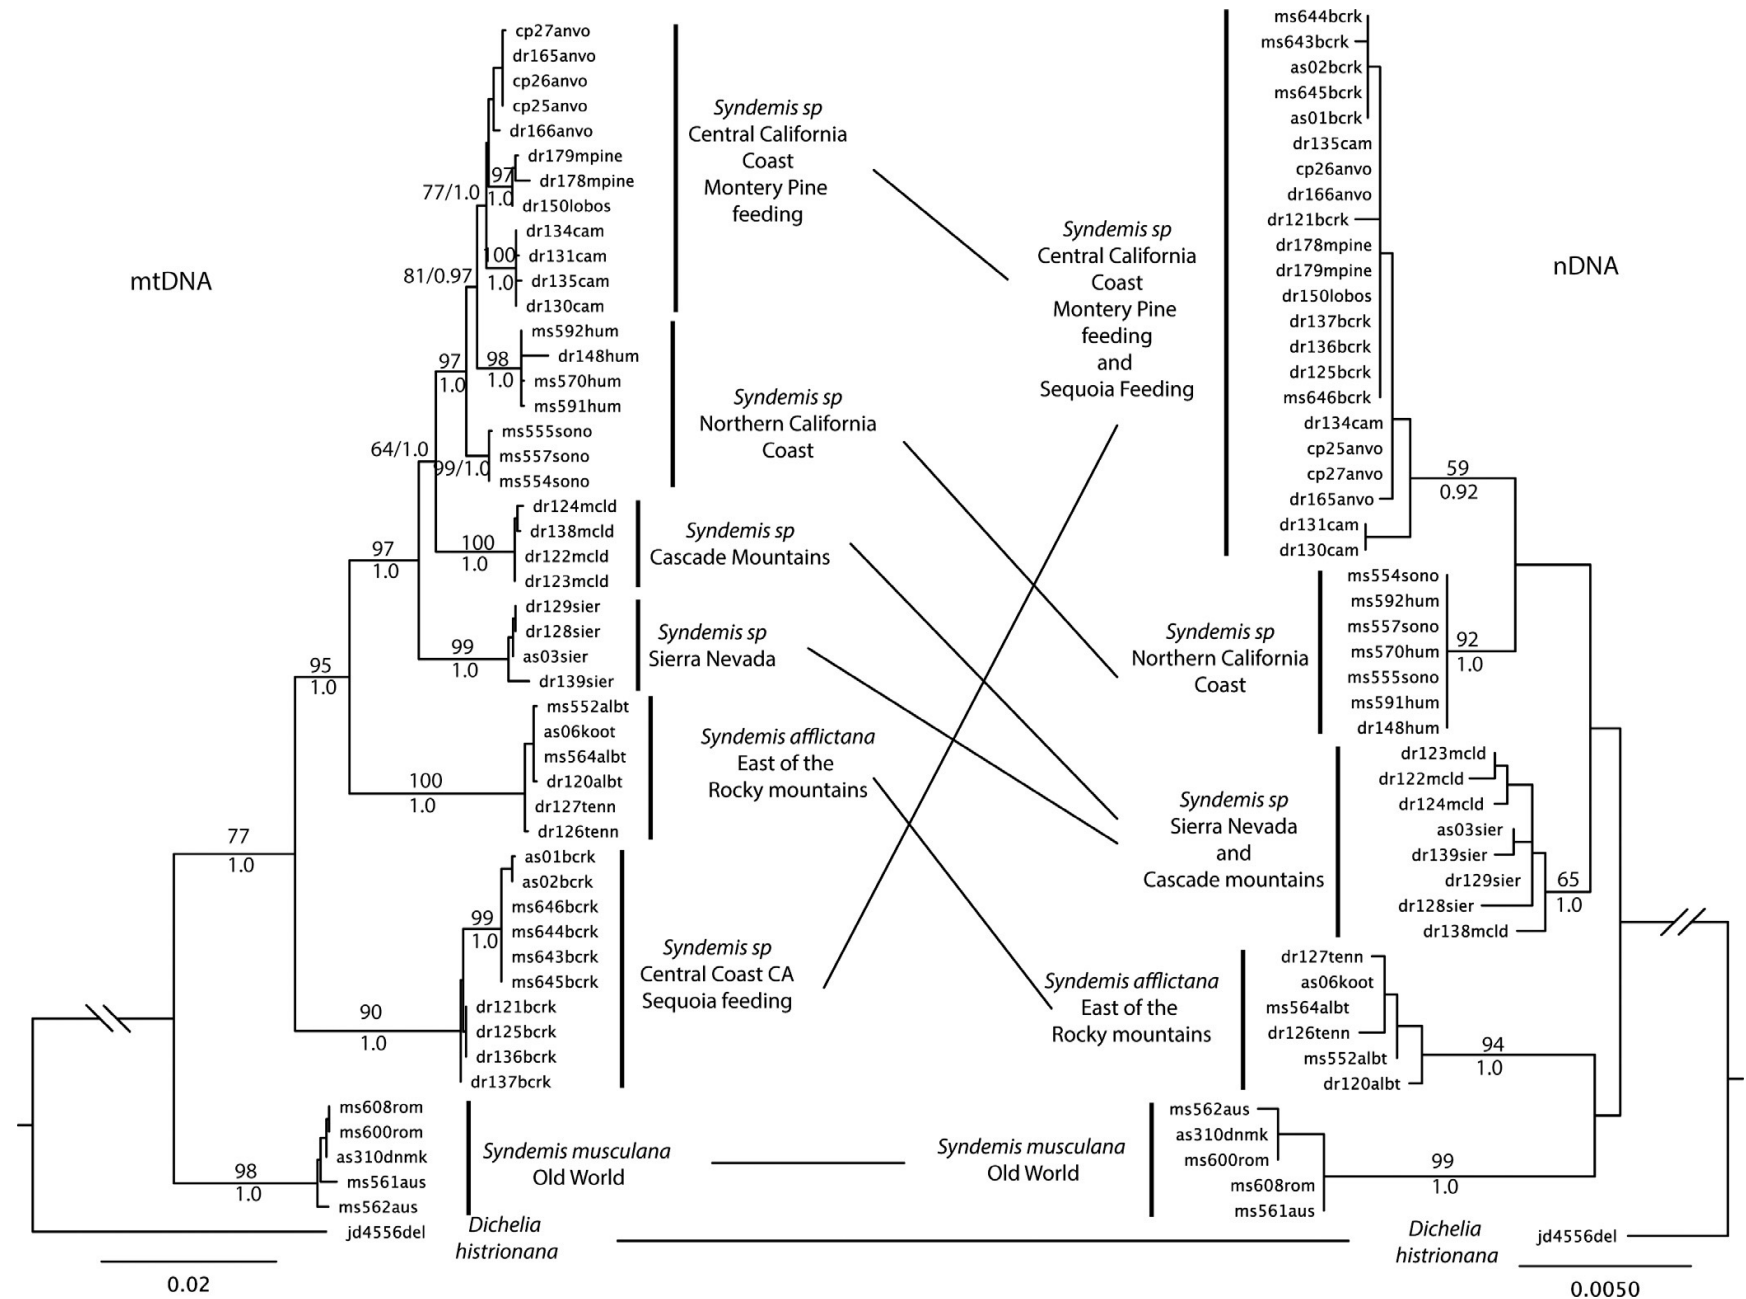 mtDNA
cp27anvo
dr165anvo
cp26anvo
cp25anvo
dr166anvo
dr179mpine
dr178mpine
dr150lobos
dr134cam
dr131cam
dr135cam
dr130cam
ms592hum
dr148hum
ms570hum
ms591hum
ms555sono
ms557sono
ms554sono
dr124mcld
dr138mcld
dr122mcld
dr123mcld
dr129sier
dr128sier
as03sier
dr139sier
ms552albt
as06koot
ms564albt
dr120albt
dr127tenn
dr126tenn
as01bcrk
as02bcrk
ms646bcrk
ms644bcrk
ms643bcrk
ms645bcrk
dr121bcrk
dr125bcrk
dr136bcrk
dr137bcrk
ms608rom
ms600rom
as310dnmk
ms561aus
ms562aus
jd4556del
97
1.0
77/1.0
100
1.0
81/0.97
98
1.0
97
1.0
64/1.0
99/1.0
100
1.0
97
1.0
99
1.0
95
1.0
100
1.0
77
1.0
99
1.0
90
1.0
98
1.0
0.02
Syndemis sp
Central California
Coast
Montery Pine
feeding
Syndemis sp
Northern California
Coast
Syndemis sp
Cascade Mountains
Syndemis sp
Sierra Nevada
Syndemis afflictana
East of the
Rocky mountains
Syndemis sp
Central Coast CA
Sequoia feeding
Syndemis musculana
Old World
Dichelia
histrionana
Syndemis sp
Central California
Coast
Montery Pine
feeding
and
Sequoia Feeding
Syndemis sp
Northern California
Coast
Syndemis sp
Sierra Nevada
and
Cascade mountains
Syndemis afflictana
East of the
Rocky mountains
Syndemis musculana
Old World
Dichelia
histrionana
nDNA
ms644bcrk
ms643bcrk
as02bcrk
ms645bcrk
as01bcrk
dr135cam
cp26anvo
dr166anvo
dr121bcrk
dr178mpine
dr179mpine
dr150lobos
dr137bcrk
dr136bcrk
dr125bcrk
ms646bcrk
dr134cam
cp25anvo
cp27anvo
dr165anvo
dr131cam
dr130cam
ms554sono
ms592hum
ms557sono
ms570hum
ms555sono
ms591hum
dr148hum
dr123mcld
dr122mcld
dr124mcld
as03sier
dr139sier
dr129sier
dr128sier
dr138mcld
dr127tenn
as06koot
ms564albt
dr126tenn
ms552albt
dr120albt
ms562aus
as310dnmk
ms600rom
ms608rom
ms561aus
jd4556del
59
0.92
92
1.0
65
1.0
94
1.0
99
1.0
0.0050